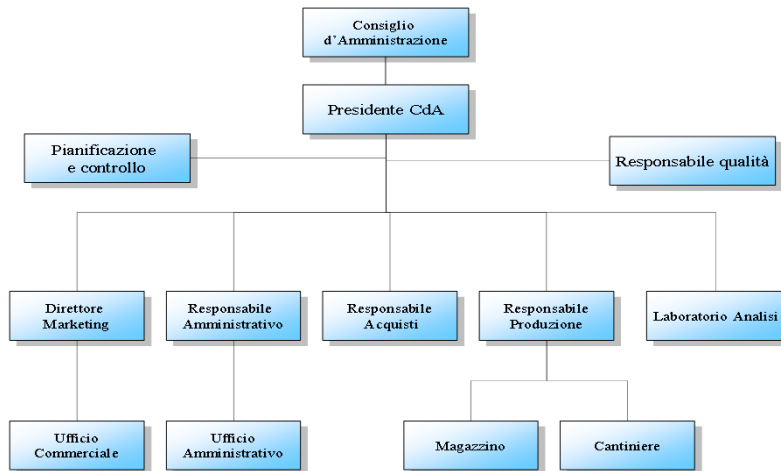 Consiglio
d'Amministrazione
Presidente CdA
Pianificazione
e controllo
Responsabile qualità
Direttore
Marketing
Responsabile
Amministrativo
Responsabile
Acquisti
Responsabile
Produzione
Laboratorio Analisi
Ufficio
Commerciale
Ufficio
Amministrativo
Magazzino
Cantiniere